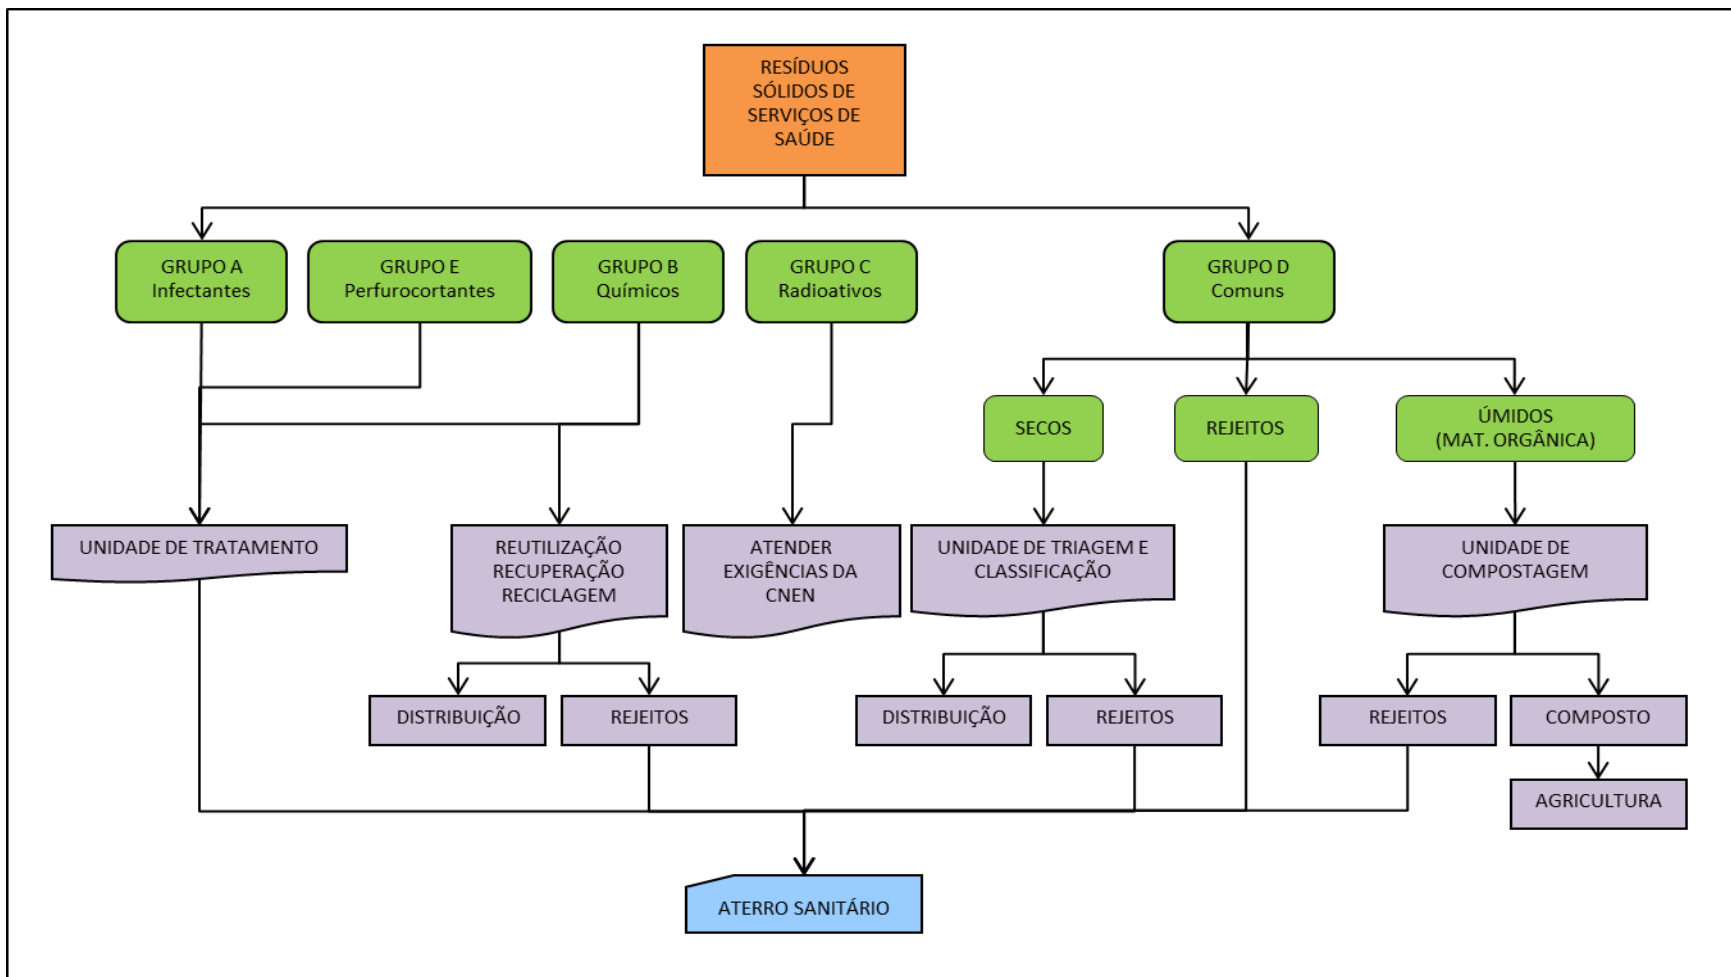 RESÍDUOS
SÓLIDOS DE
SERVIÇOS DE
SAÚDE
GRUPO A
Infectantes
GRUPO E
Perfurocortantes
GRUPO B
Químicos
GRUPO C
Radioativos
GRUPO D
Comuns
SECOS
REJEITOS
ÚMIDOS
(MAT. ORGÂNICA)
UNIDADE DE TRATAMENTO
REUTILIZAÇÃO
RECUPERAÇÃO
RECICLAGEM
ATENDER
EXIGÊNCIAS DA
CNEN
UNIDADE DE TRIAGEM E
CLASSIFICAÇÃO
UNIDADE DE
COMPOSTAGEM
DISTRIBUIÇÃO
REJEITOS
DISTRIBUIÇÃO
REJEITOS
REJEITOS
COMPOSTO
AGRICULTURA
ATERRO SANITÁRIO